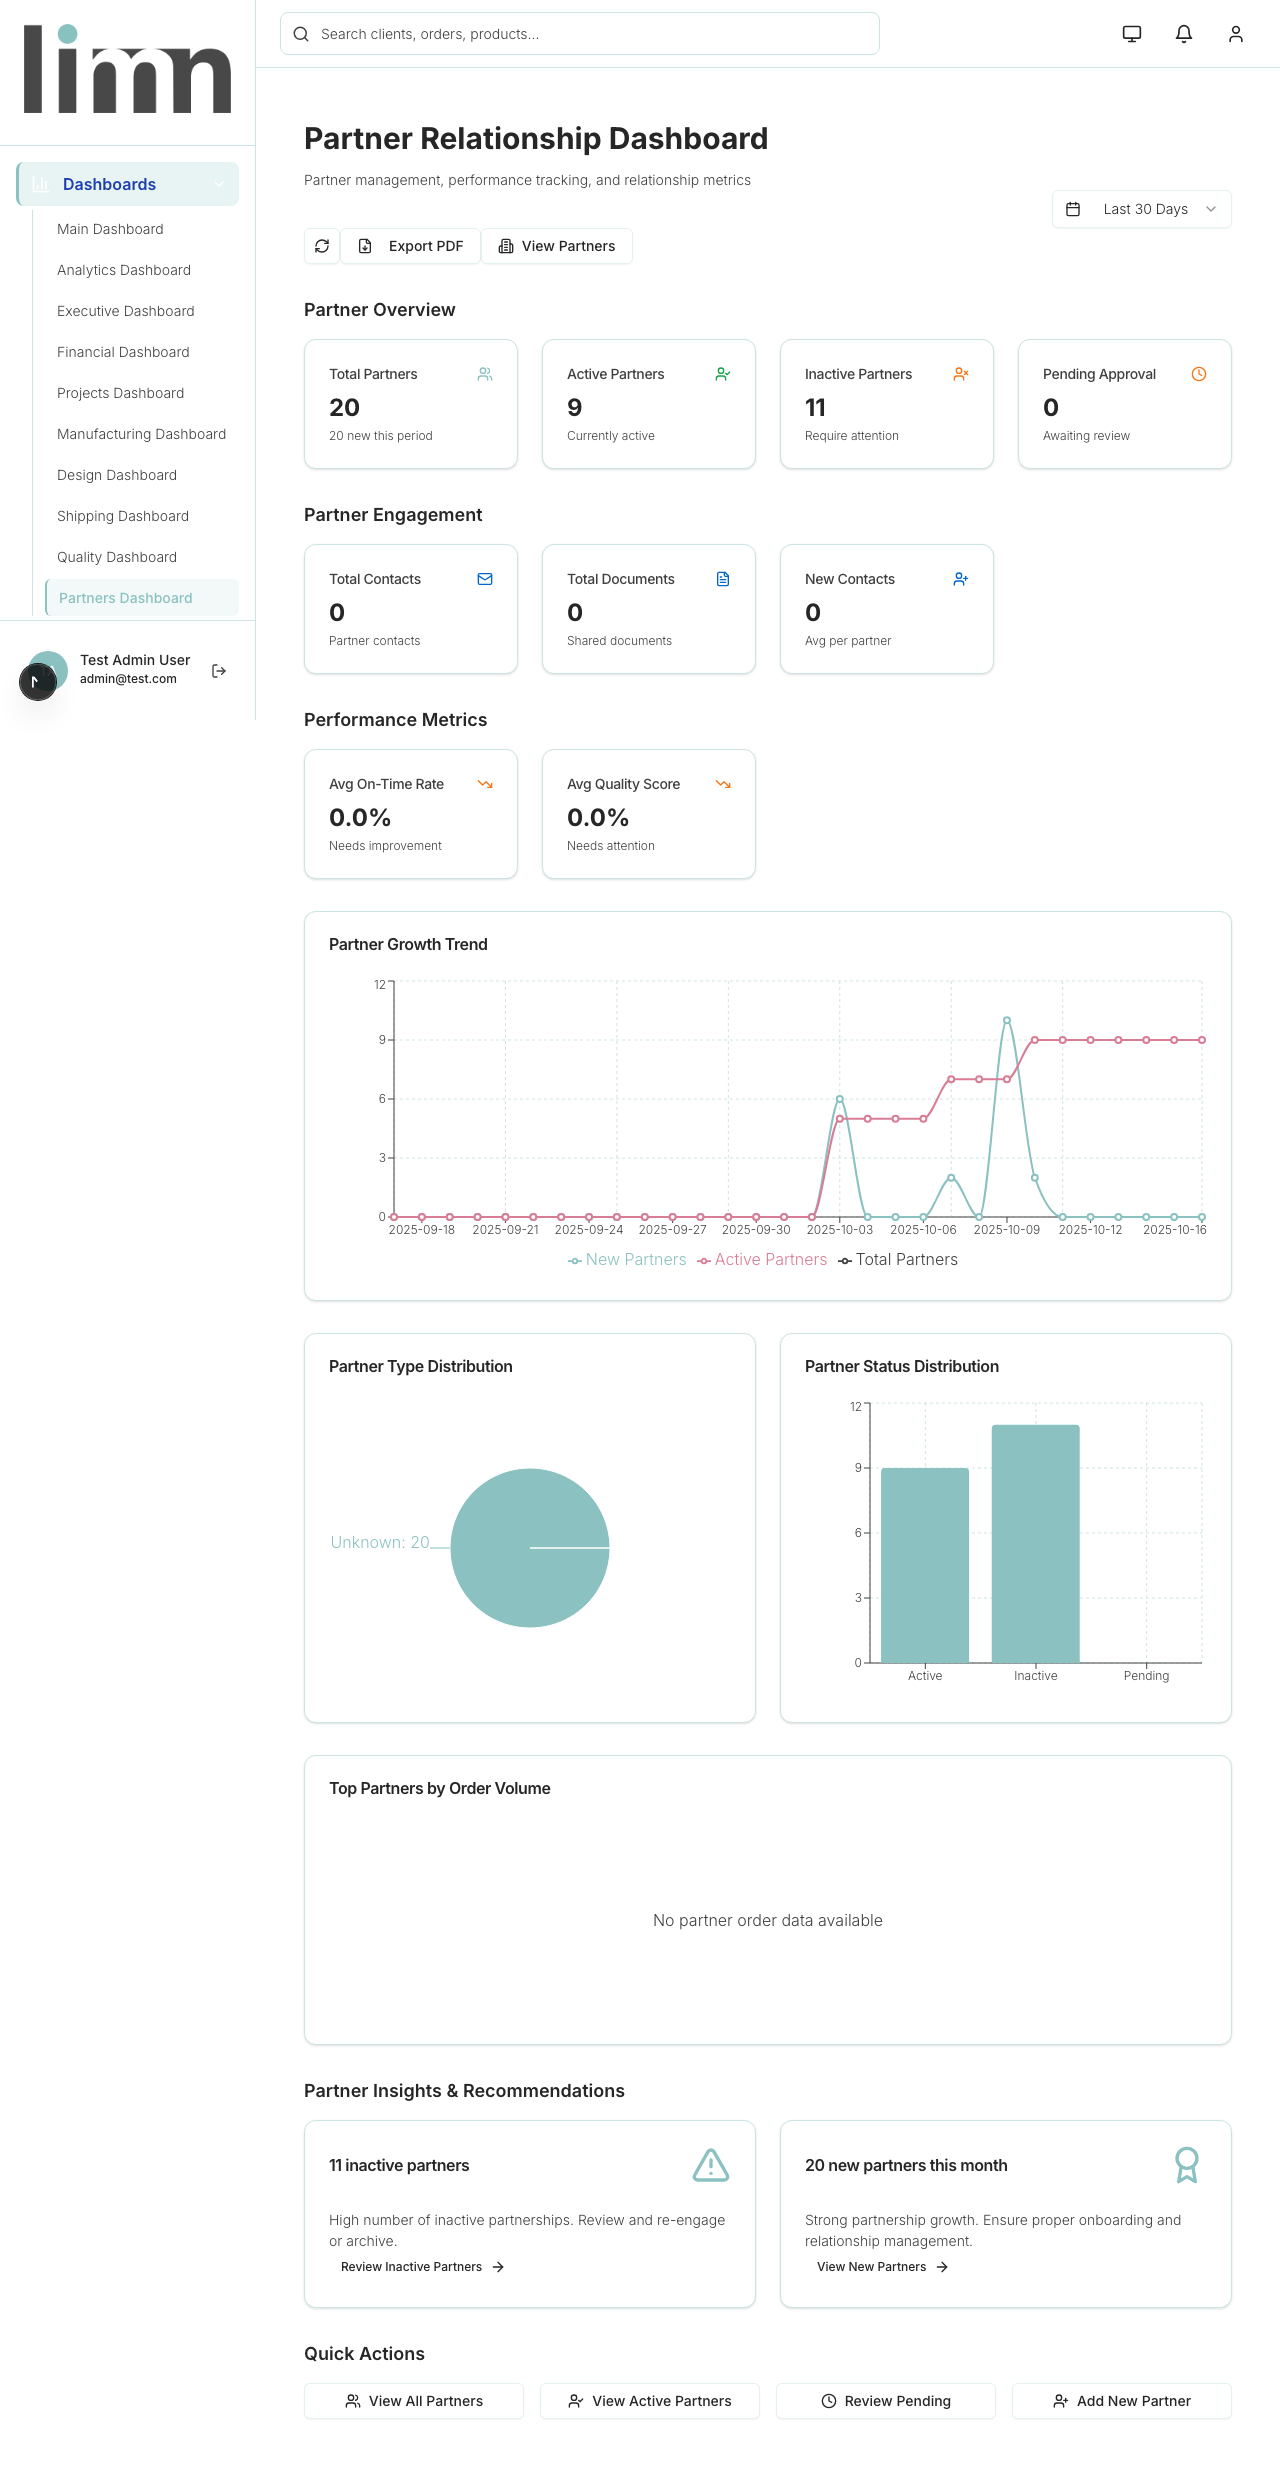 limn
Search clients, orders, products...
Dashboards
Main Dashboard
Analytics Dashboard
Executive Dashboard
Financial Dashboard
Projects Dashboard
Manufacturing Dashboard
Design Dashboard
Shipping Dashboard
Quality Dashboard
Partners Dashboard
Test Admin User
admin@test.com
Partner Relationship Dashboard
Partner management, performance tracking, and relationship metrics
Last 30 Days
Export PDF
View Partners
Partner Overview
Total Partners
20
20 new this period
Active Partners
9
Currently active
Inactive Partners
11
Require attention
Pending Approval
0
Awaiting review
Partner Engagement
Total Contacts
0
Partner contacts
Total Documents
0
Shared documents
New Contacts
0
Avg per partner
Performance Metrics
Avg On-Time Rate
0.0%
Needs improvement
Avg Quality Score
0.0%
Needs attention
Partner Growth Trend
12
9
6
3
0
2025-09-18 2025-09-21 2025-09-24 2025-09-27 2025-09-30 2025-10-03 2025-10-06 2025-10-09 2025-10-12 2025-10-16
New Partners Active Partners Total Partners
Partner Type Distribution
Unknown: 20
Partner Status Distribution
12
9
6
3
0
Active Inactive Pending
Top Partners by Order Volume
No partner order data available
Partner Insights & Recommendations
11 inactive partners
High number of inactive partnerships. Review and re-engage
or archive.
Review Inactive Partners
20 new partners this month
Strong partnership growth. Ensure proper onboarding and
relationship management.
View New Partners
Quick Actions
View All Partners
View Active Partners
Review Pending
Add New Partner